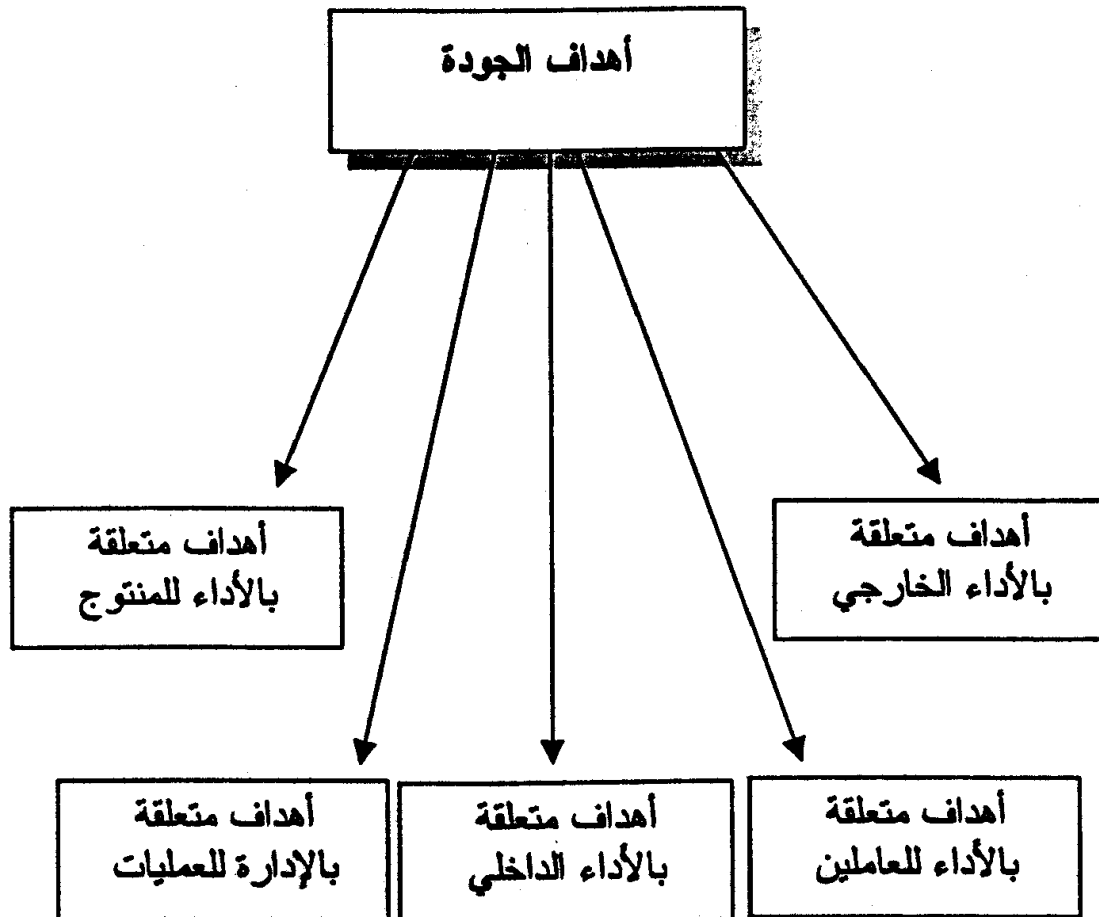 أهداف الجودة
أهداف متعلقة
بالأداء الخارجي
أهداف متعلقة
بالأداء للمنتوج
أهداف متعلقة
بالأداء للعاملين
أهداف متعلقة
بالأداء الداخلي
أهداف متعلقة
بالإدارة للعمليات